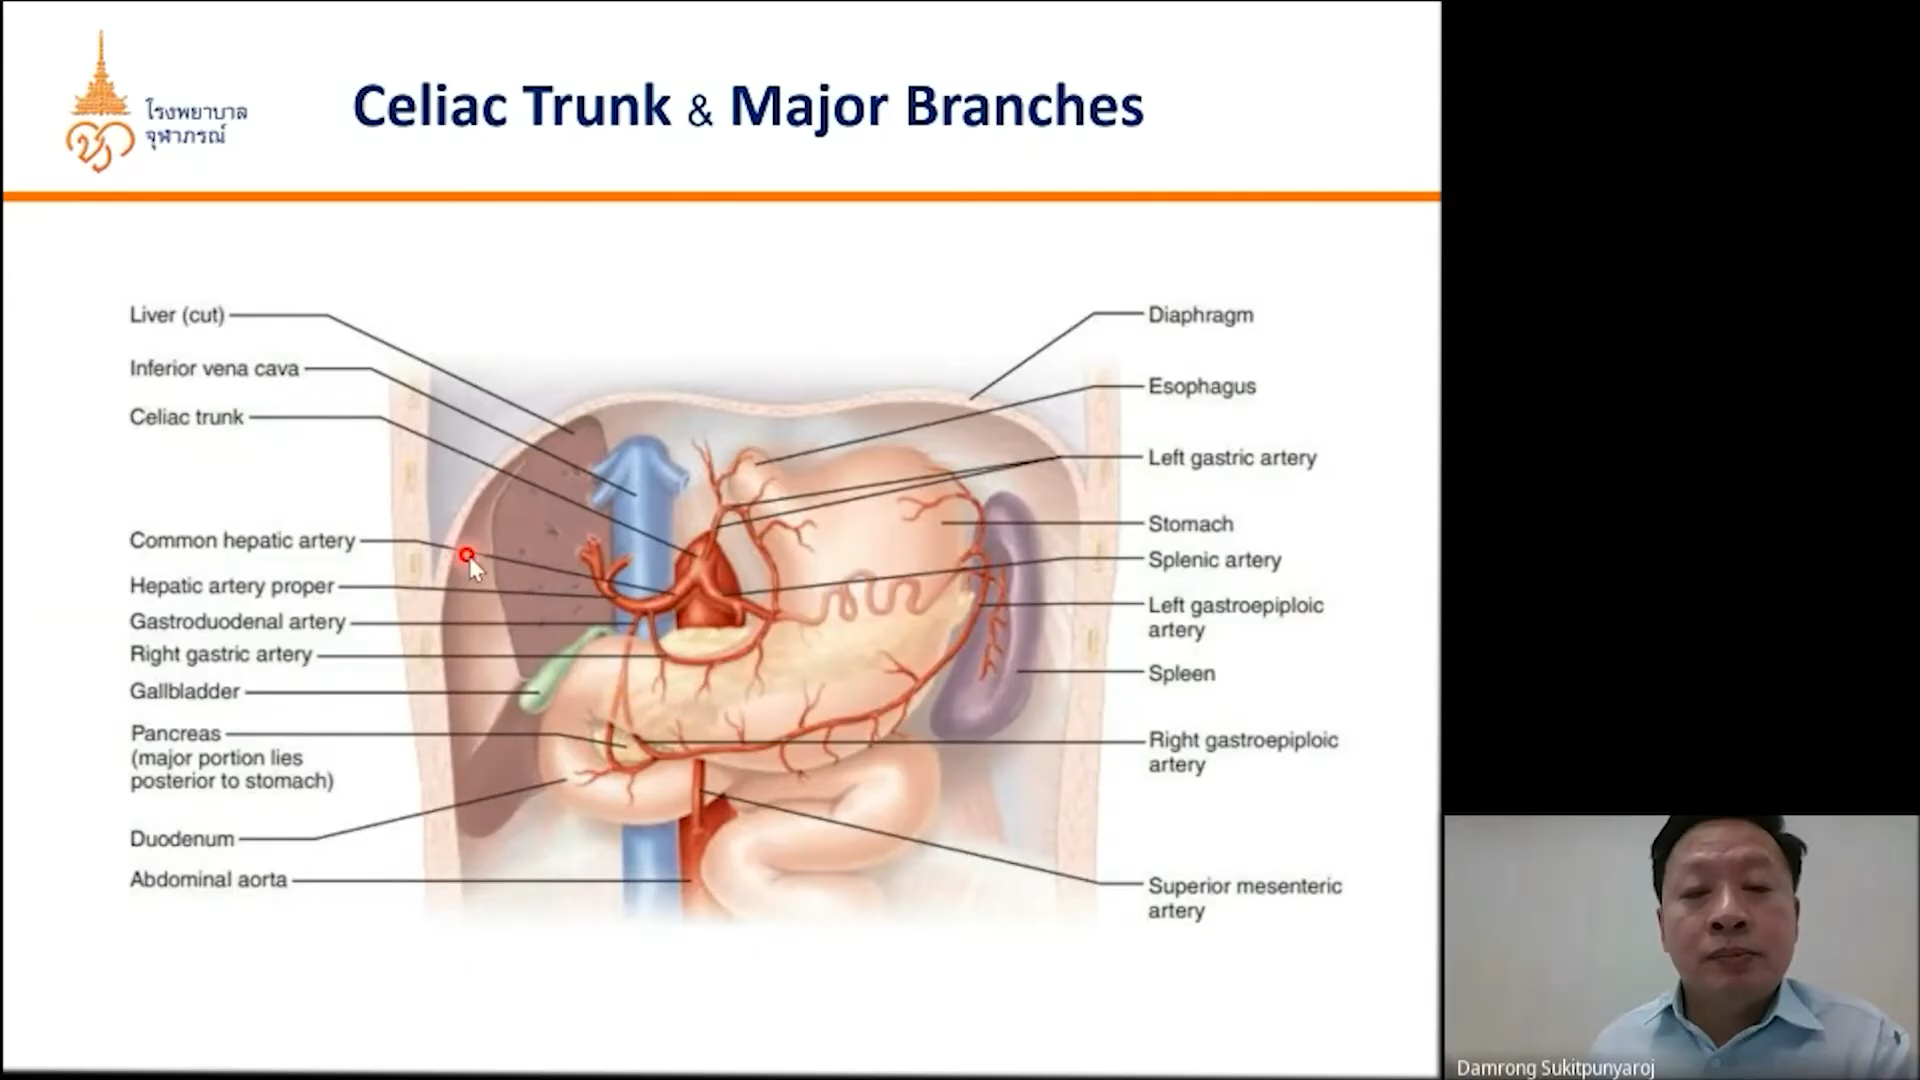 โรงพยาบาล
จุฬาภรณ์
Celiac Trunk & Major Branches
Liver (cut)
Inferior vena cava
Celiac trunk
Common hepatic artery
Hepatic artery proper
Gastroduodenal artery
Right gastric artery
Gallbladder
Pancreas
(major portion lies
posterior to stomach)
Duodenum
Abdominal aorta
Diaphragm
Esophagus
Left gastric artery
Stomach
Splenic artery
Left gastroepiploic
artery
Spleen
Right gastroepiploic
artery
Superior mesenteric
artery
Damrong Sukitpunyaroj